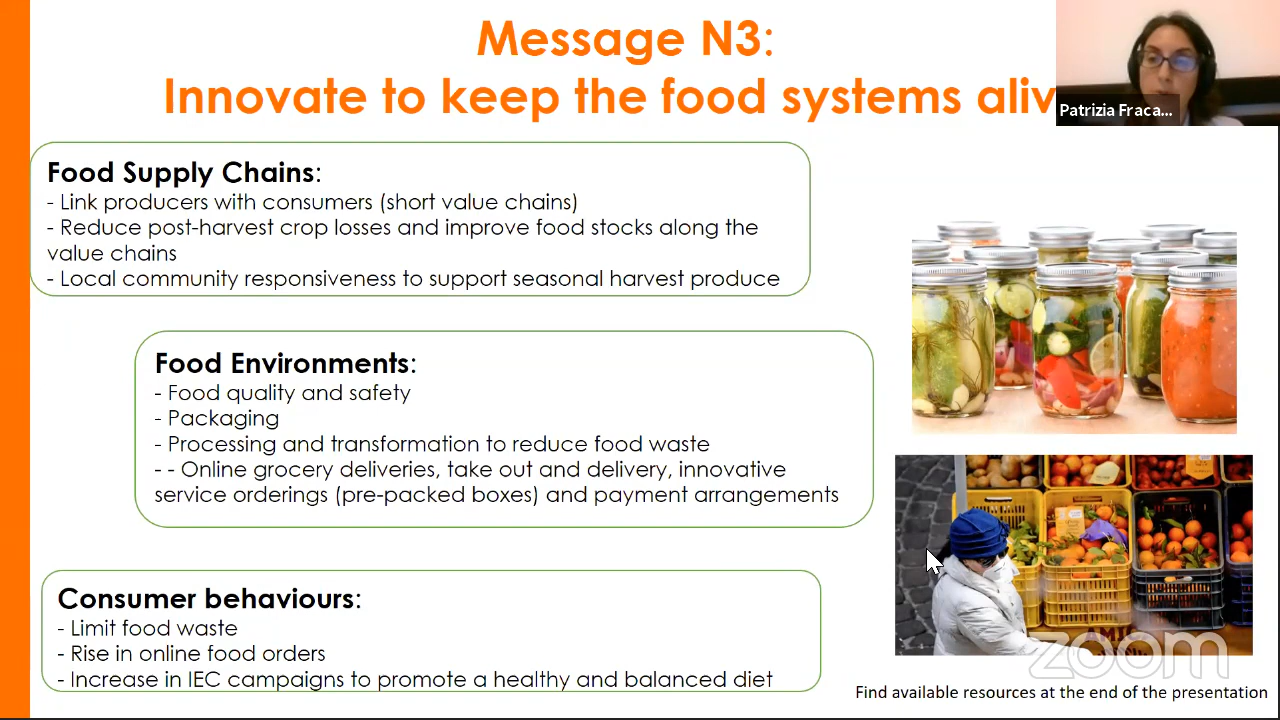 Message N3:
Innovate to keep the food systems aliv
Patrizia Fraca...
Food Supply Chains:
- Link producers with consumers (short value chains)
- Reduce post-harvest crop losses and improve food stocks along the
value chains
- Local community responsiveness to support seasonal harvest produce
Food Environments:
- Food quality and safety
- Packaging
- Processing and transformation to reduce food waste
- - Online grocery deliveries, take out and delivery, innovative
service orderings (pre-packed boxes) and payment arrangements
Consumer behaviours:
- Limit food waste
- Rise in online food orders
- Increase in IEC campaigns to promote a healthy and balanced diet
zoom
Find available resources at the end of the presentation